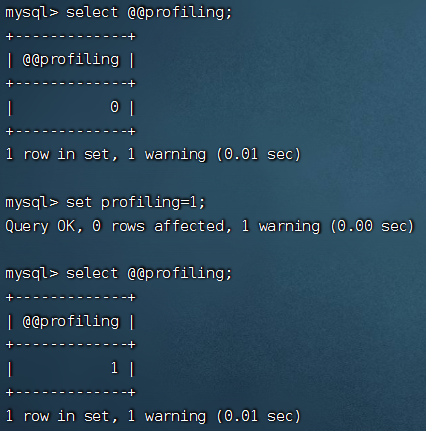 mysql> select @@profiling;
+-------------+
| @@profiling |
+-------------+
|           0 |
+-------------+
1 row in set, 1 warning (0.01 sec)

mysql> set profiling=1;
Query OK, 0 rows affected, 1 warning (0.00 sec)

mysql> select @@profiling;
+-------------+
| @@profiling |
+-------------+
|           1 |
+-------------+
1 row in set, 1 warning (0.01 sec)